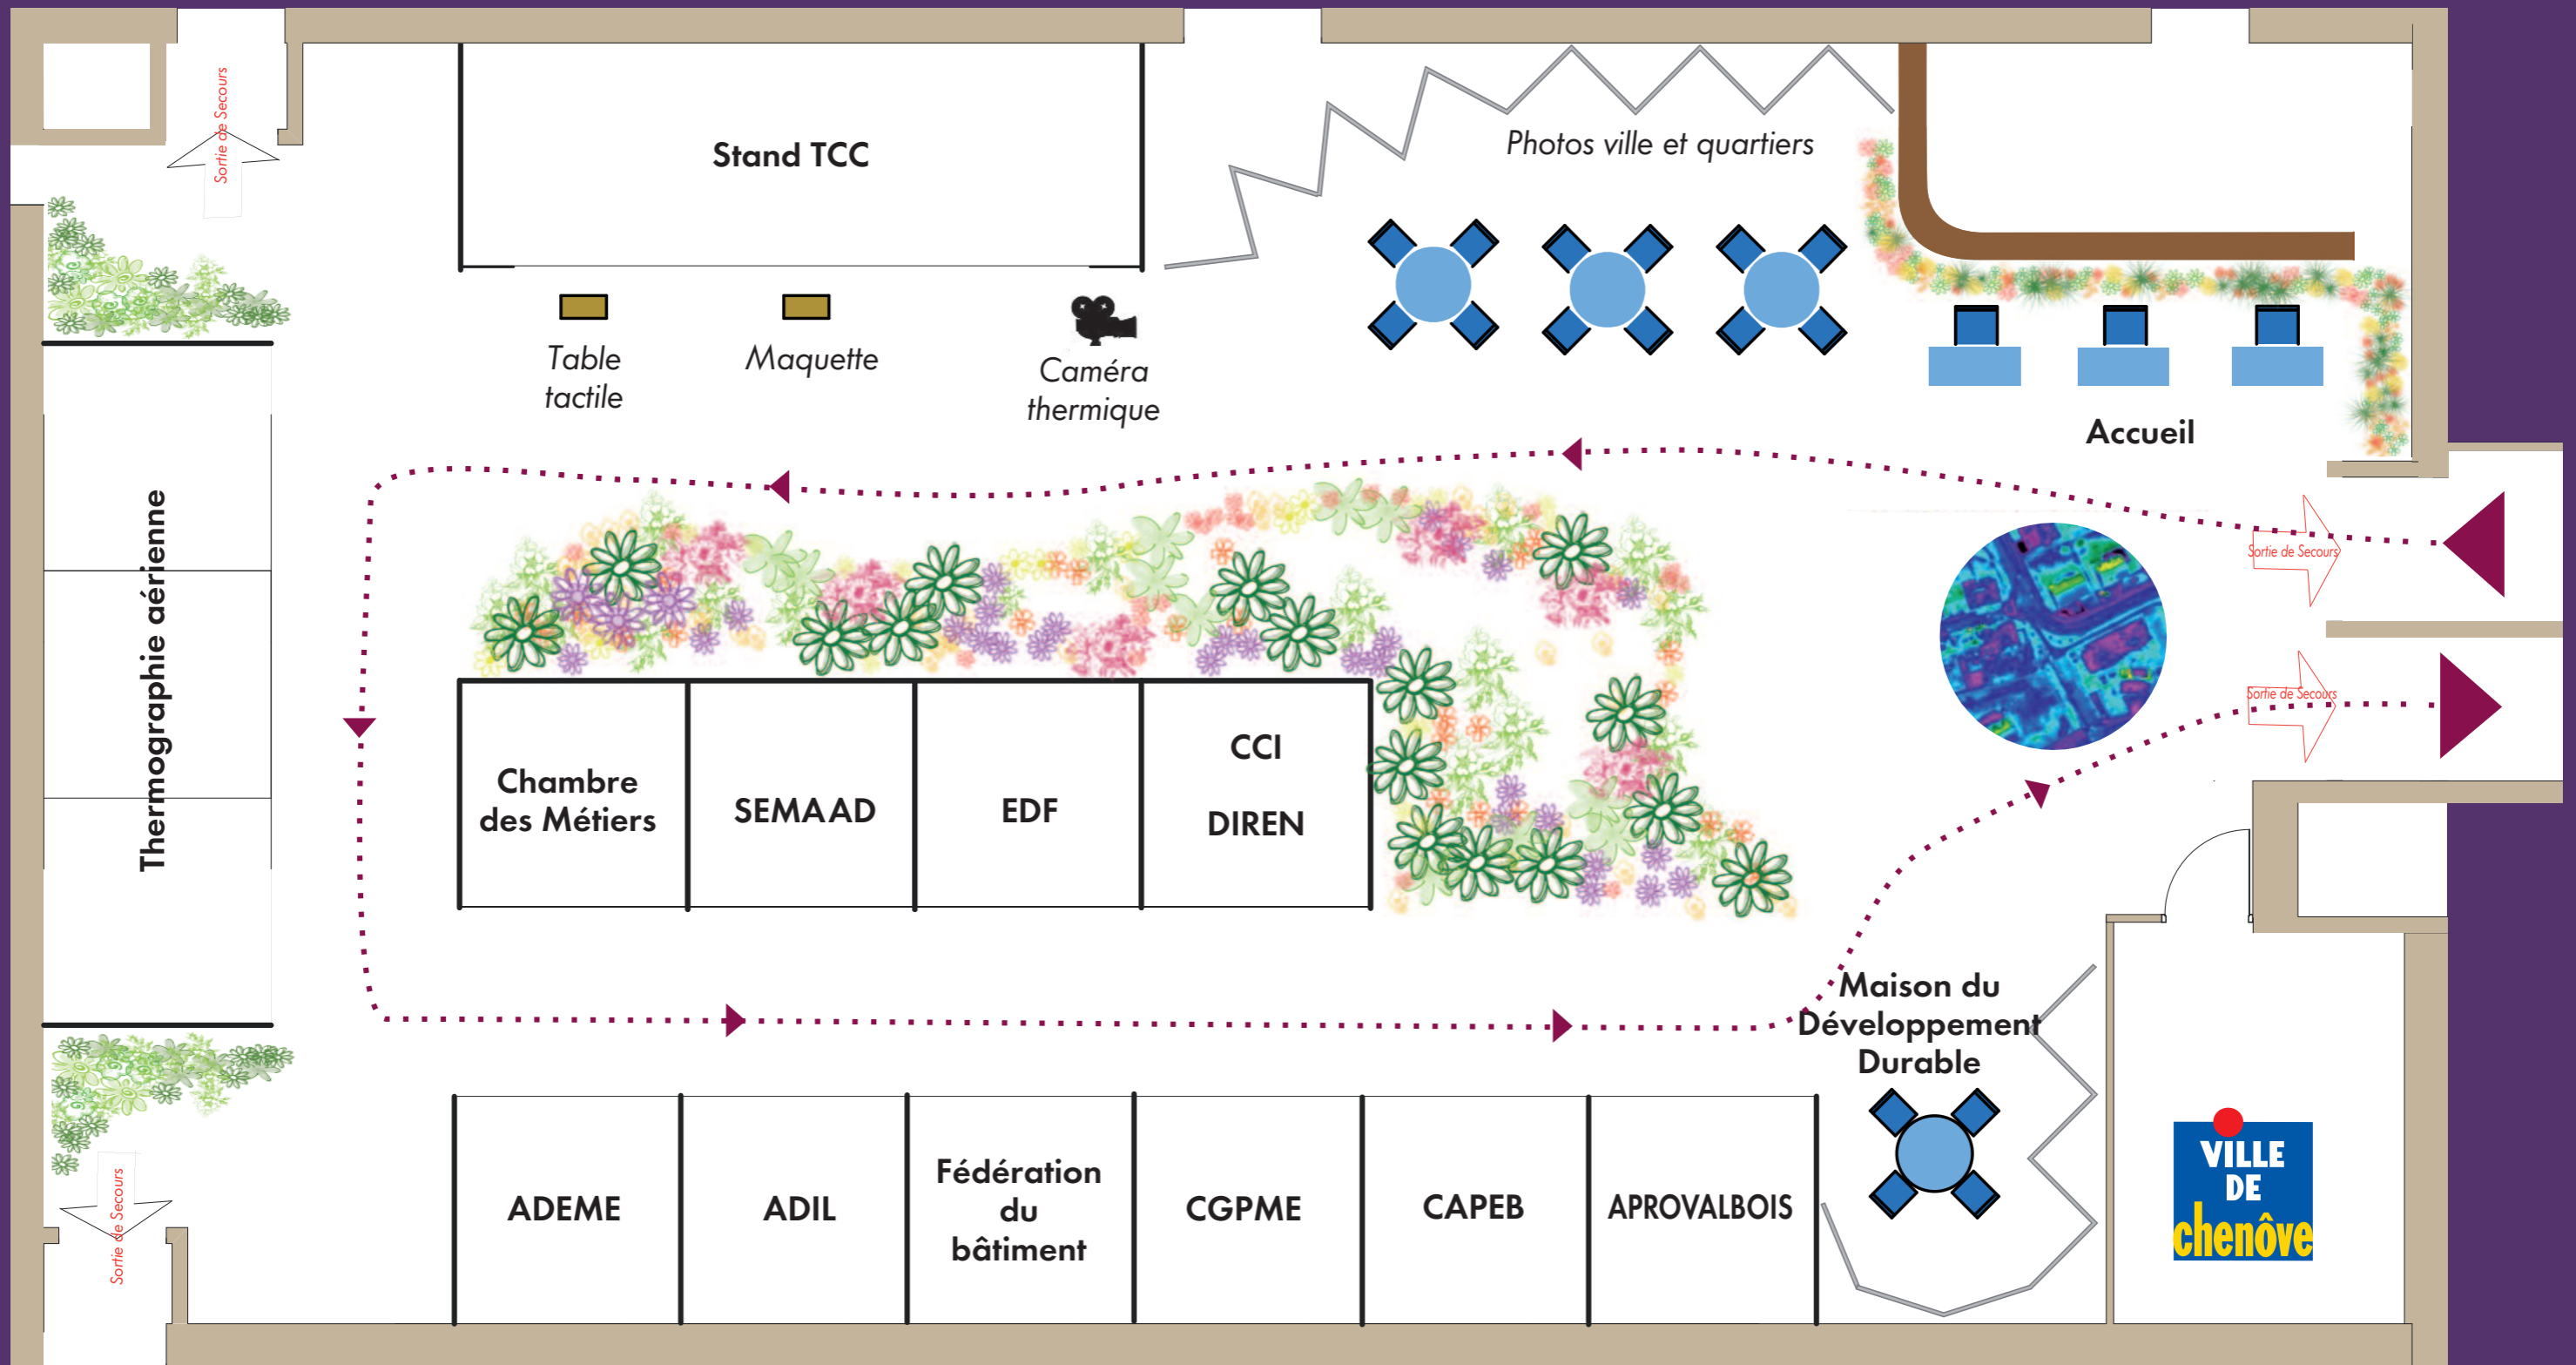 Sortie de Secours
Stand TCC
Photos ville et quartiers
Table
tactile
Maquette
Caméra
thermique
Accueil
Sortie de Secours
Sortie de Secours
Thermographie aérienne
Chambre
des Métiers
SEMAAD
EDF
CCI
DIREN
Maison du
Développement
Durable
Sortie de Secours
ADEME
ADIL
Fédération
du
bâtiment
CGPME
CAPEB
APROVALBOIS
VILLE
DE
chenôve